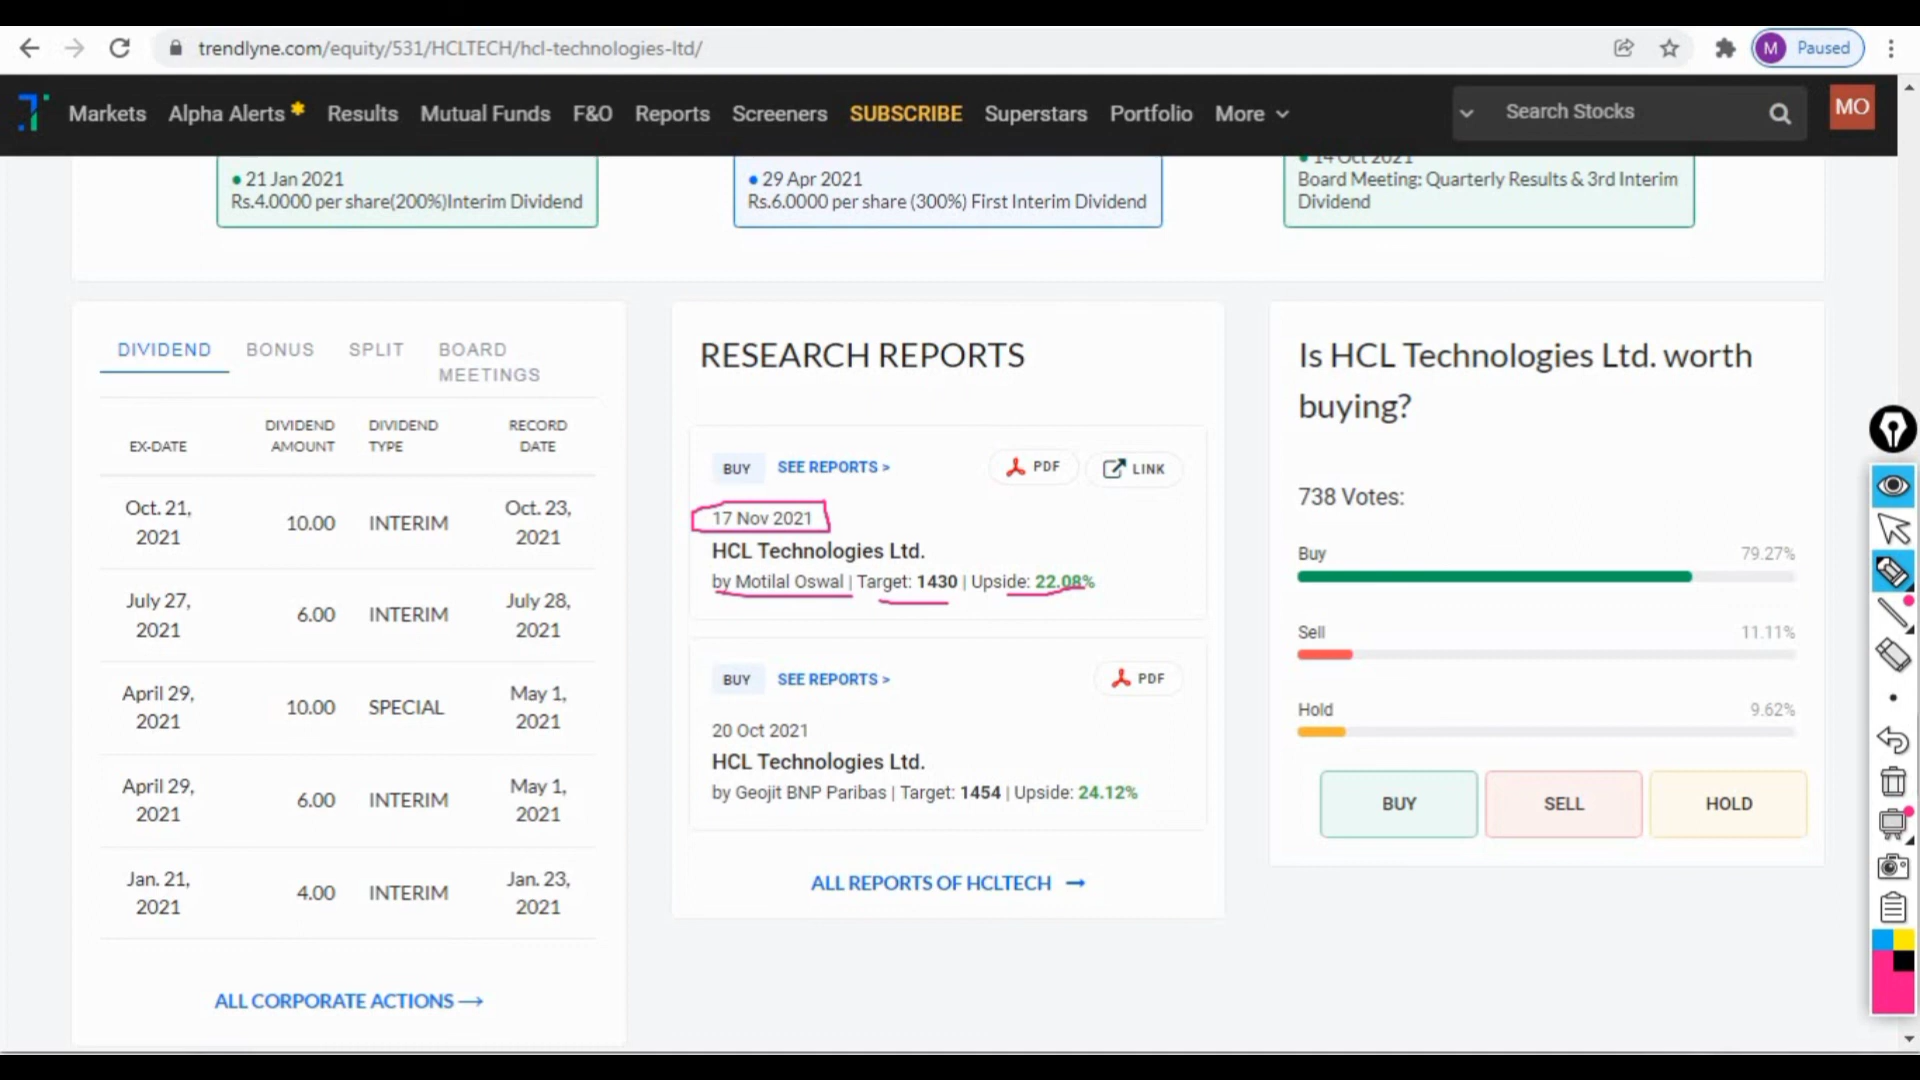 trendlyne.com/equity/531/HCLTECH/hcl-technologies-ltd/
M Paused
Markets Alpha Alerts Results Mutual Funds F&O Reports Screeners SUBSCRIBE Superstars Portfolio More Search Stocks MO
21 Jan 2021
Rs.4.0000 per share(200%)Interim Dividend
29 Apr 2021
Rs.6.0000 per share (300%) First Interim Dividend
14 Oct 2021
Board Meeting: Quarterly Results & 3rd Interim
Dividend
DIVIDEND BONUS SPLIT BOARD
MEETINGS
EX-DATE DIVIDEND AMOUNT DIVIDEND TYPE RECORD DATE
Oct. 21, 2021 10.00 INTERIM Oct. 23, 2021
July 27, 2021 6.00 INTERIM July 28, 2021
April 29, 2021 10.00 SPECIAL May 1, 2021
April 29, 2021 6.00 INTERIM May 1, 2021
Jan. 21, 2021 4.00 INTERIM Jan. 23, 2021
ALL CORPORATE ACTIONS
RESEARCH REPORTS
BUY SEE REPORTS > PDF LINK
17 Nov 2021
HCL Technologies Ltd.
by Motilal Oswal | Target: 1430 | Upside: 22.08%
BUY SEE REPORTS > PDF
20 Oct 2021
HCL Technologies Ltd.
by Geojit BNP Paribas | Target: 1454 | Upside: 24.12%
ALL REPORTS OF HCLTECH
Is HCL Technologies Ltd. worth
buying?
738 Votes:
Buy 79.27%
Sell 11.11%
Hold 9.62%
BUY SELL HOLD